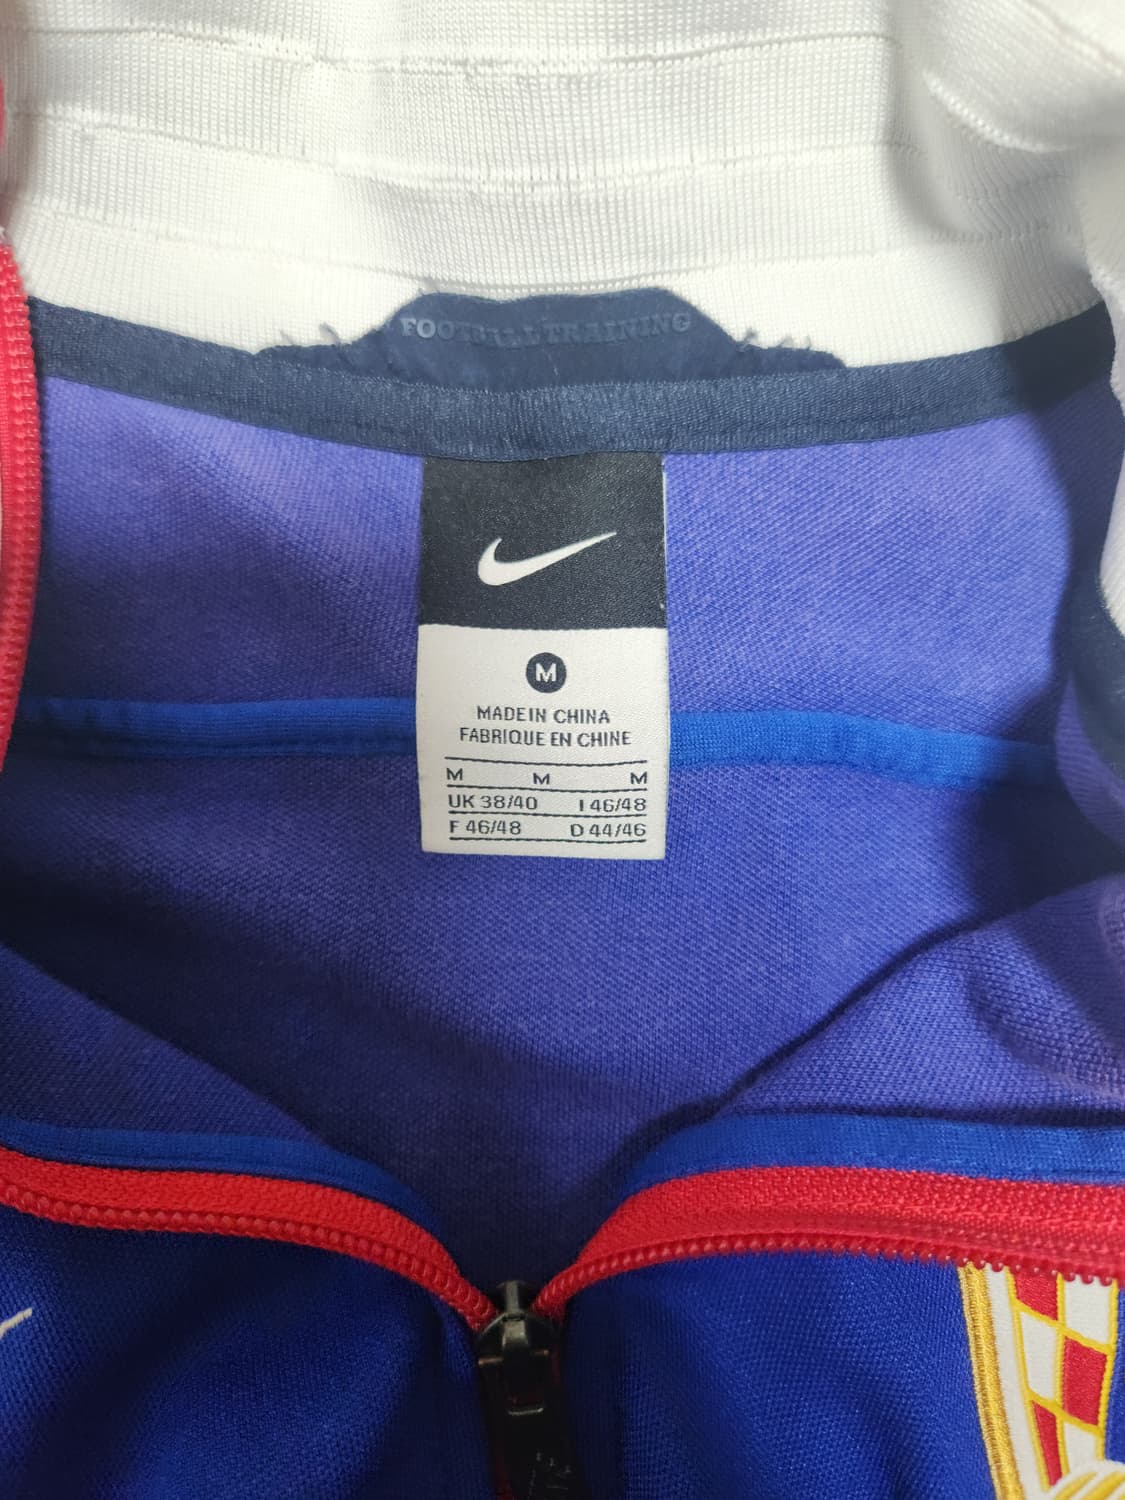 FOOTBALL TRAINING
M
MADE IN CHINA
FABRIQUE EN CHINE
M M M
UK 38/40 I 46/48
F 46/48 D 44/46